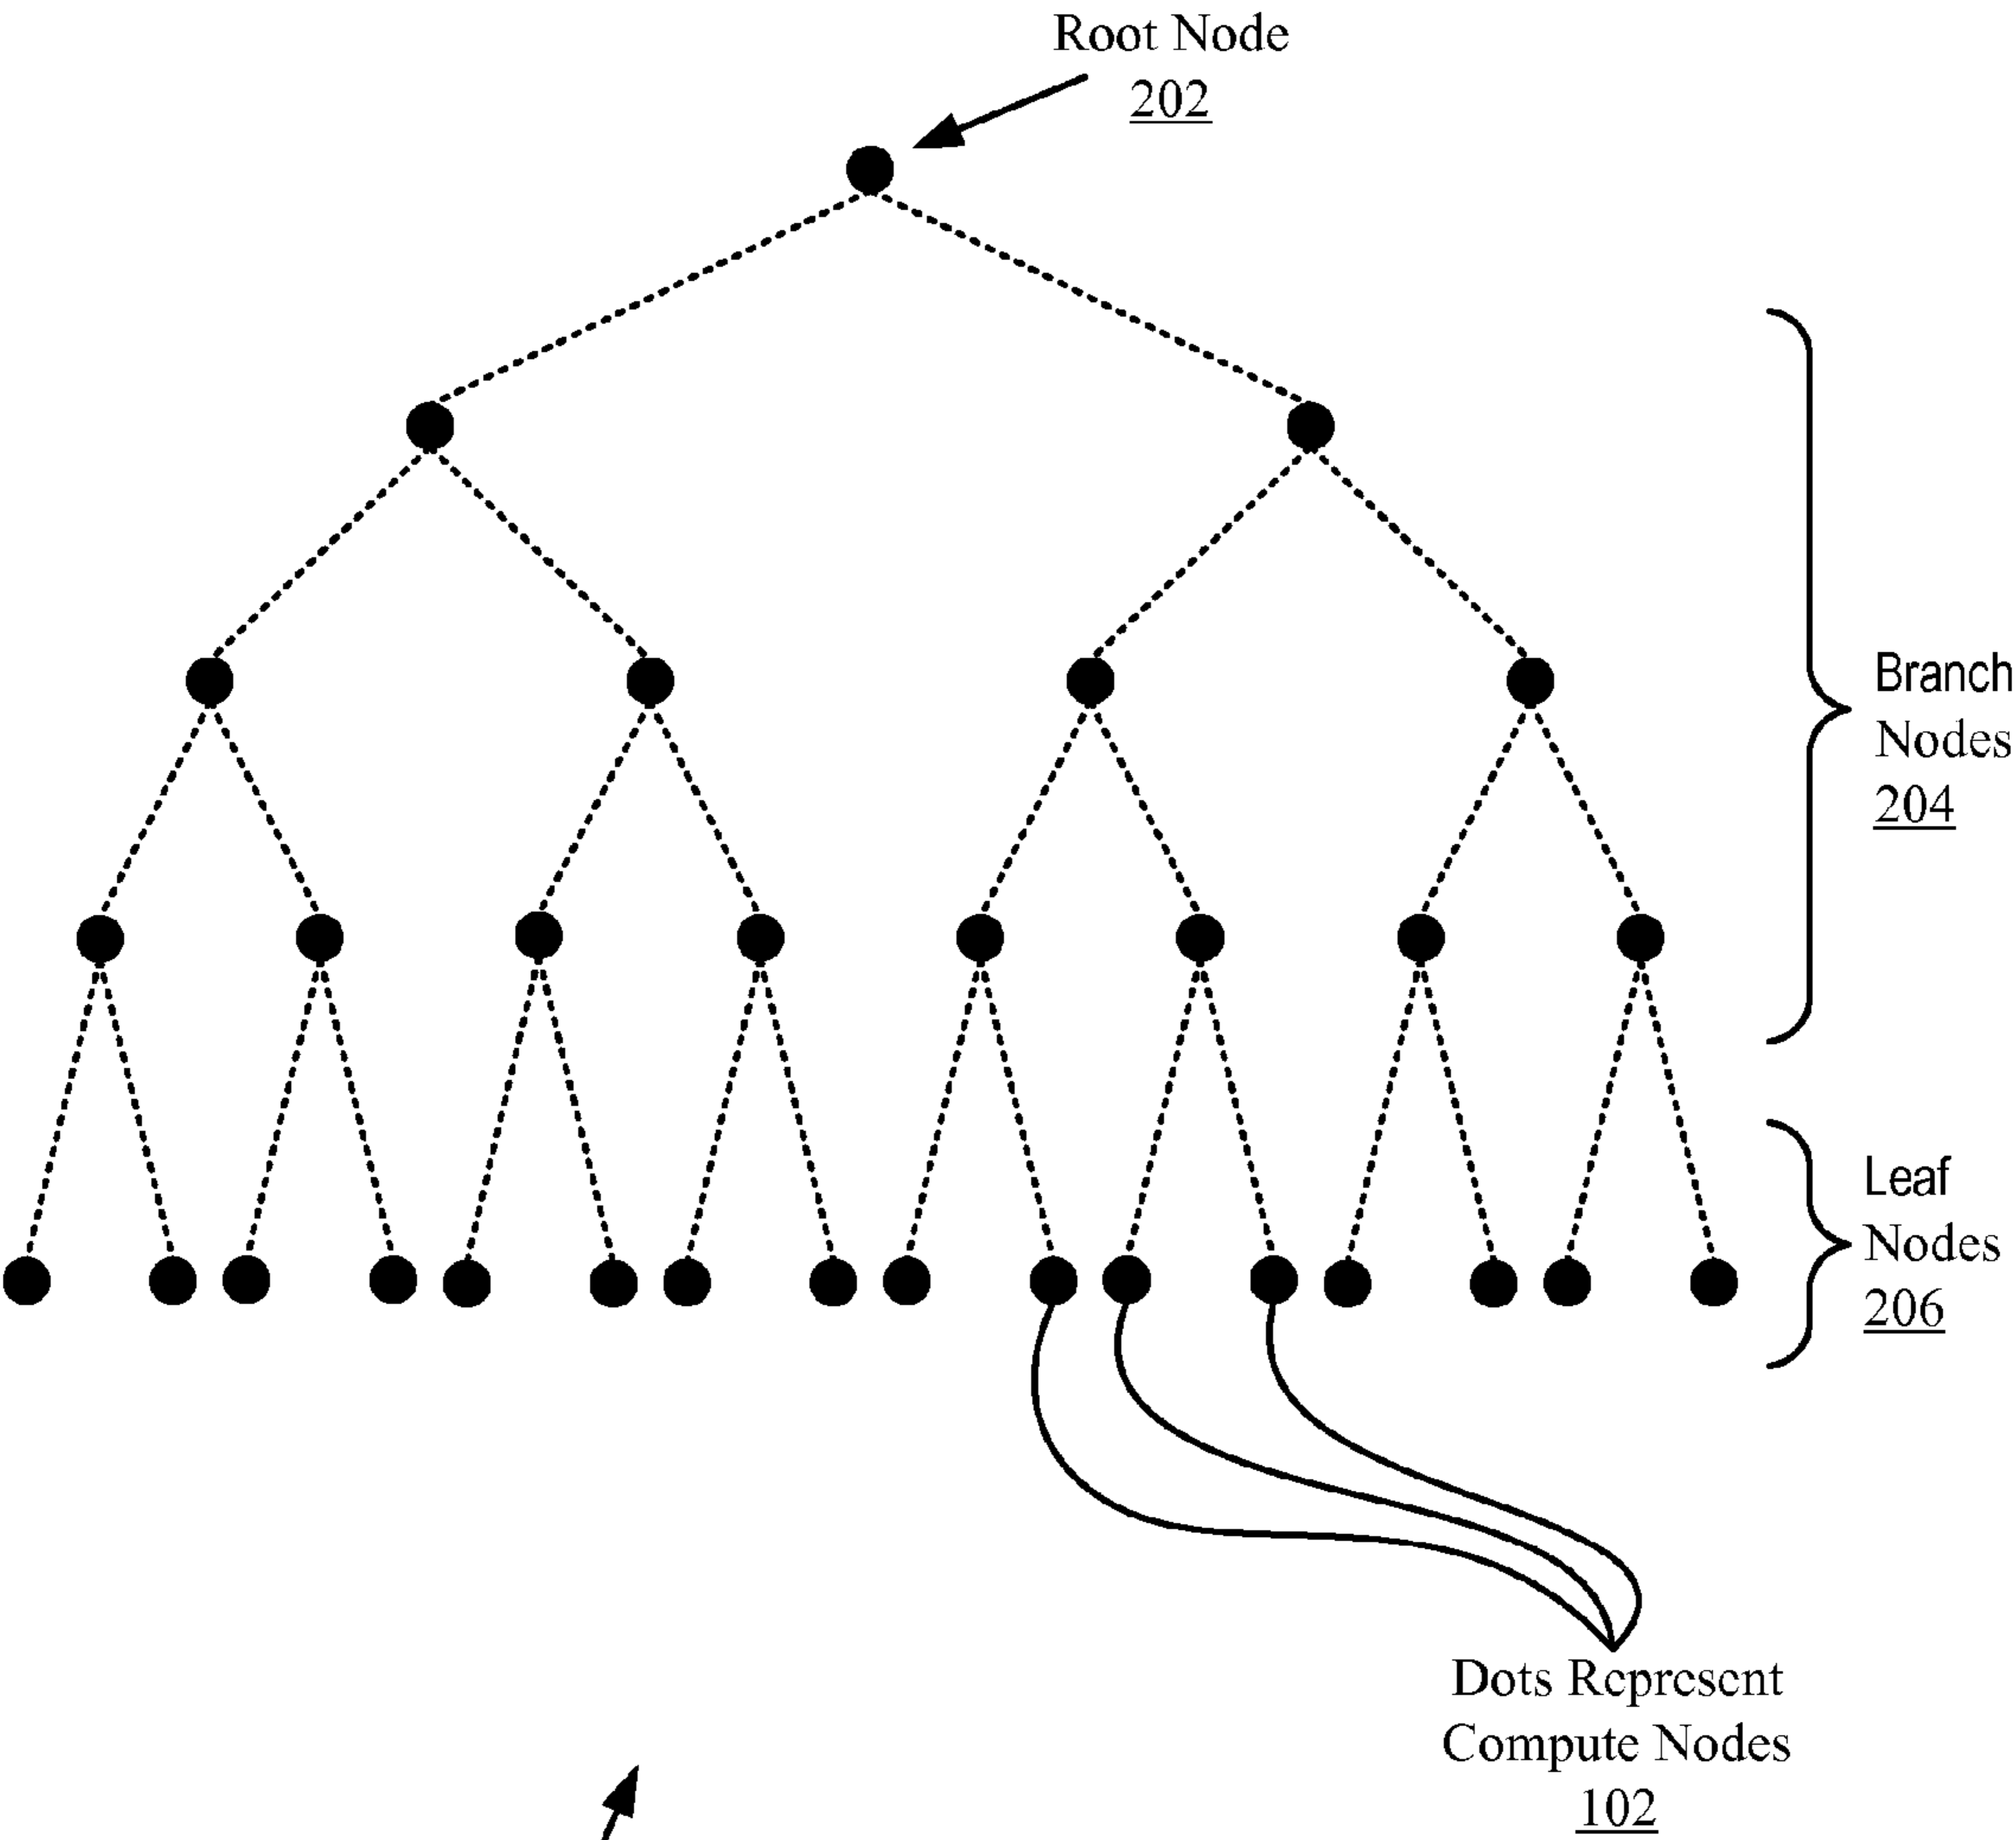 Root Node
202
Branch
Nodes
204
Leaf
Nodes
206
Dots Represent
Compute Nodes
102